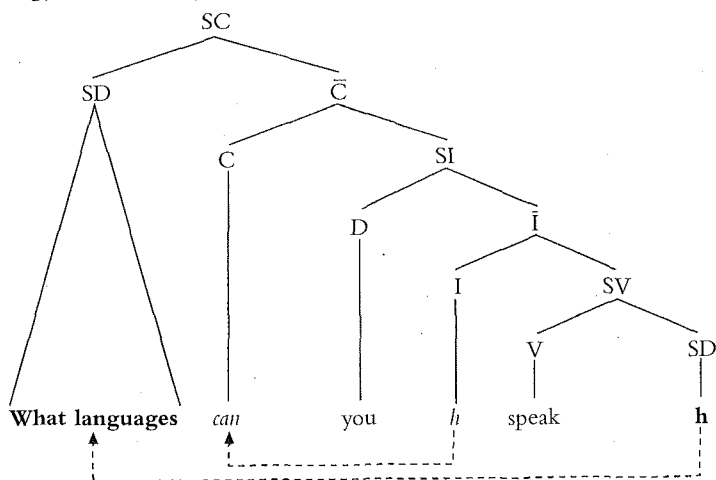 SC
SD C̄
C SI
D Ī
I SV
V SD
What languages can you h speak h